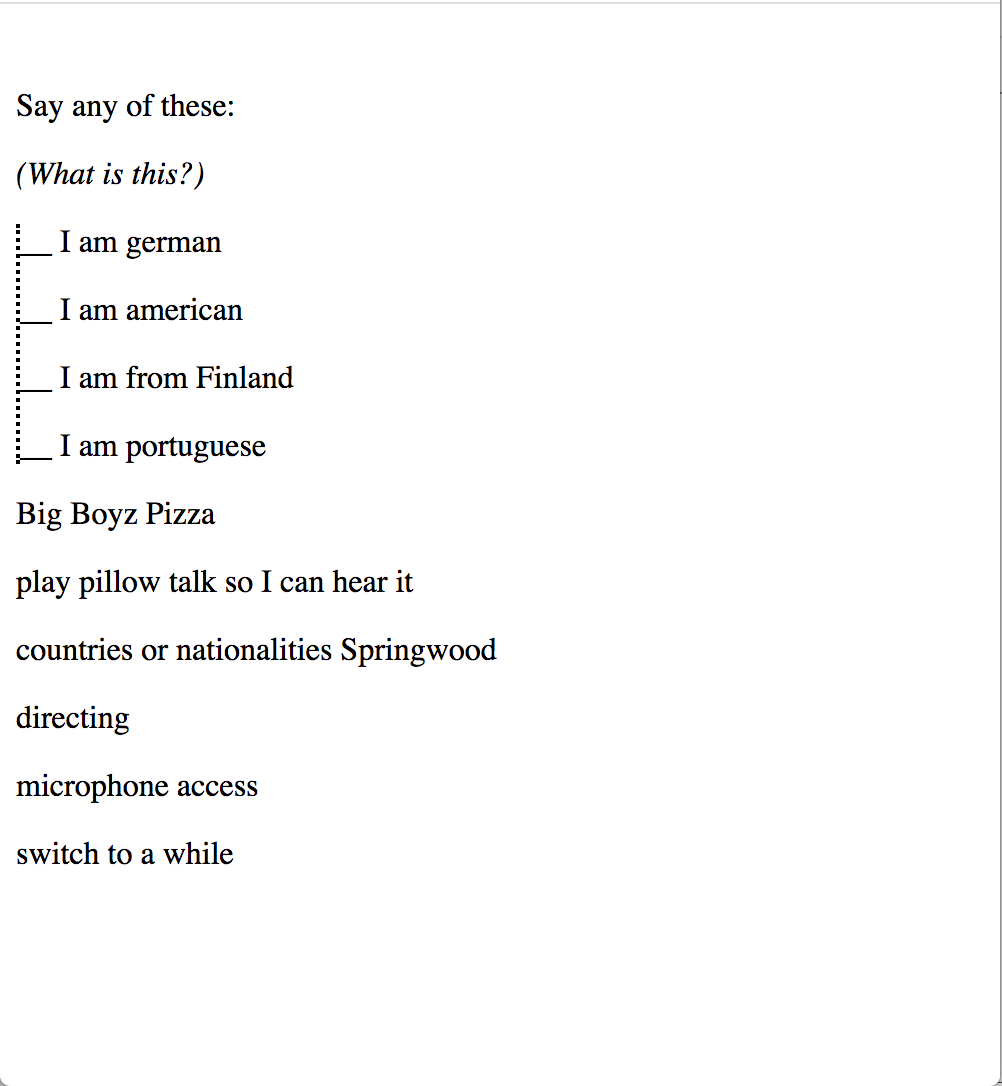 Say any of these:
(What is this?)
__ I am german
__ I am american
__ I am from Finland
__ I am portuguese
Big Boyz Pizza
play pillow talk so I can hear it
countries or nationalities Springwood
directing
microphone access
switch to a while